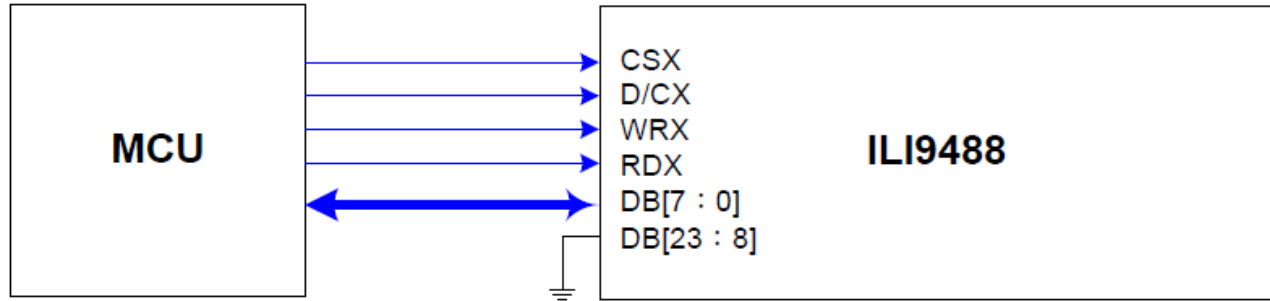 MCU
CSX
D/CX
WRX
RDX
DB[7：0]
DB[23：8]
ILI9488